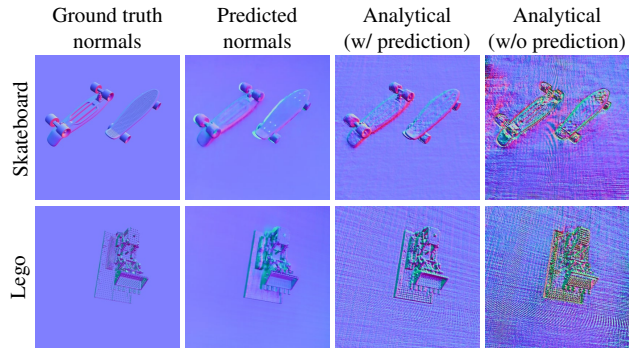 Ground truth normals
Predicted normals
Analytical (w/ prediction)
Analytical (w/o prediction)
Skateboard
Lego